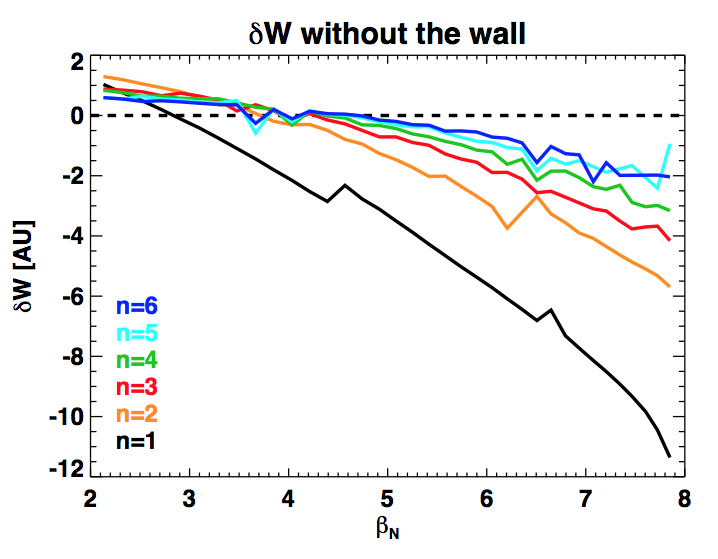 δW without the wall
2
0
-2
-4
-6
-8
-10
-12
δW [AU]
n=6
n=5
n=4
n=3
n=2
n=1
2 3 4 5 6 7 8
βN